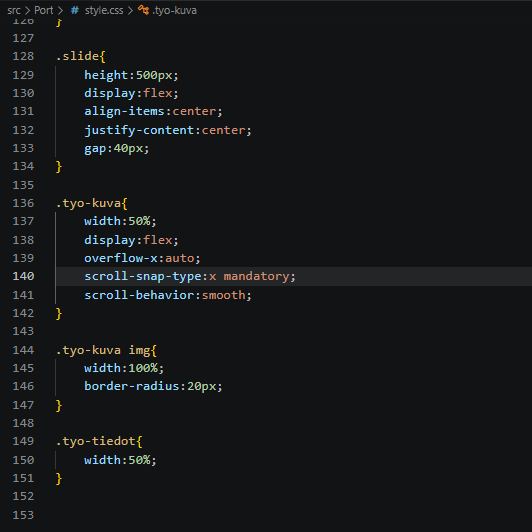 src > Port > # style.css > .tyo-kuva
126 }
127
128 .slide{
129 height:500px;
130 display:flex;
131 align-items:center;
132 justify-content:center;
133 gap:40px;
134 }
135
136 .tyo-kuva{
137 width:50%;
138 display:flex;
139 overflow-x:auto;
140 scroll-snap-type:x mandatory;
141 scroll-behavior:smooth;
142 }
143
144 .tyo-kuva img{
145 width:100%;
146 border-radius:20px;
147 }
148
149 .tyo-tiedot{
150 width:50%;
151 }
152
153